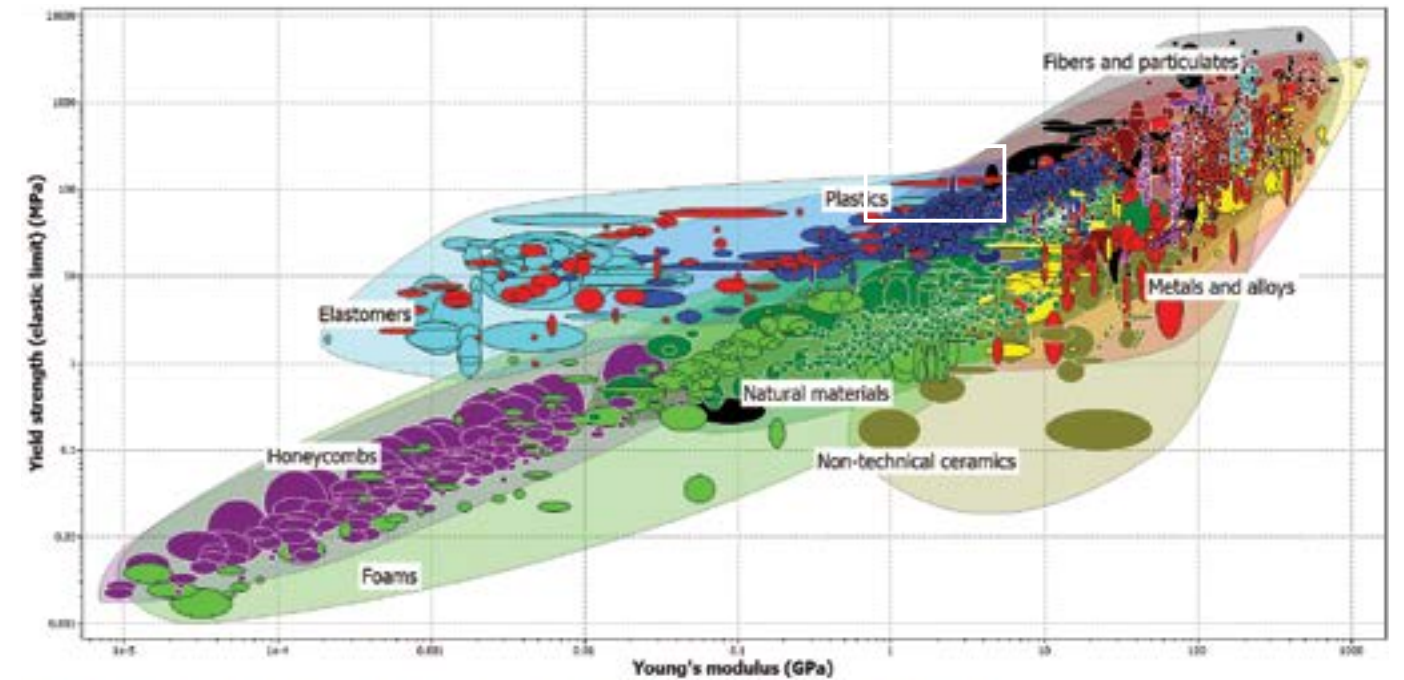 10000
Fibers and particulates
1000
100
Plastics
10
Metals and alloys
Elastomers
1
Natural materials
Honeycombs
0.1
Non-technical ceramics
0.01
Foams
0.001
1e-5
1e-4
0.001
0.01
0.1
1
10
100
1000
Young's modulus (GPa)
Yield strength (elastic limit) (MPa)